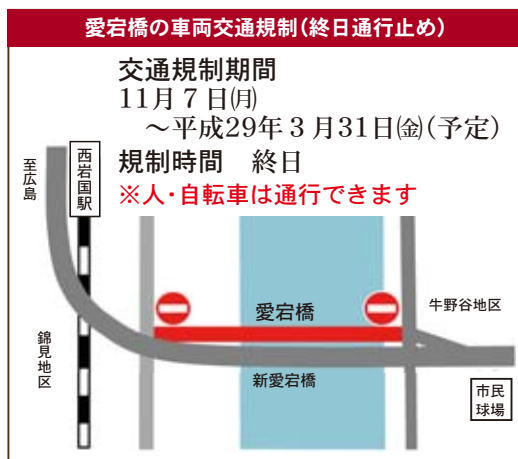 愛宕橋の車両交通規制(終日通行止め)
交通規制期間
11月7日㈪
～平成29年3月31日㈮(予定)
規制時間　終日
※人・自転車は通行できます
至広島
西岩国駅
愛宕橋
牛野谷地区
錦見地区
新愛宕橋
市民
球場